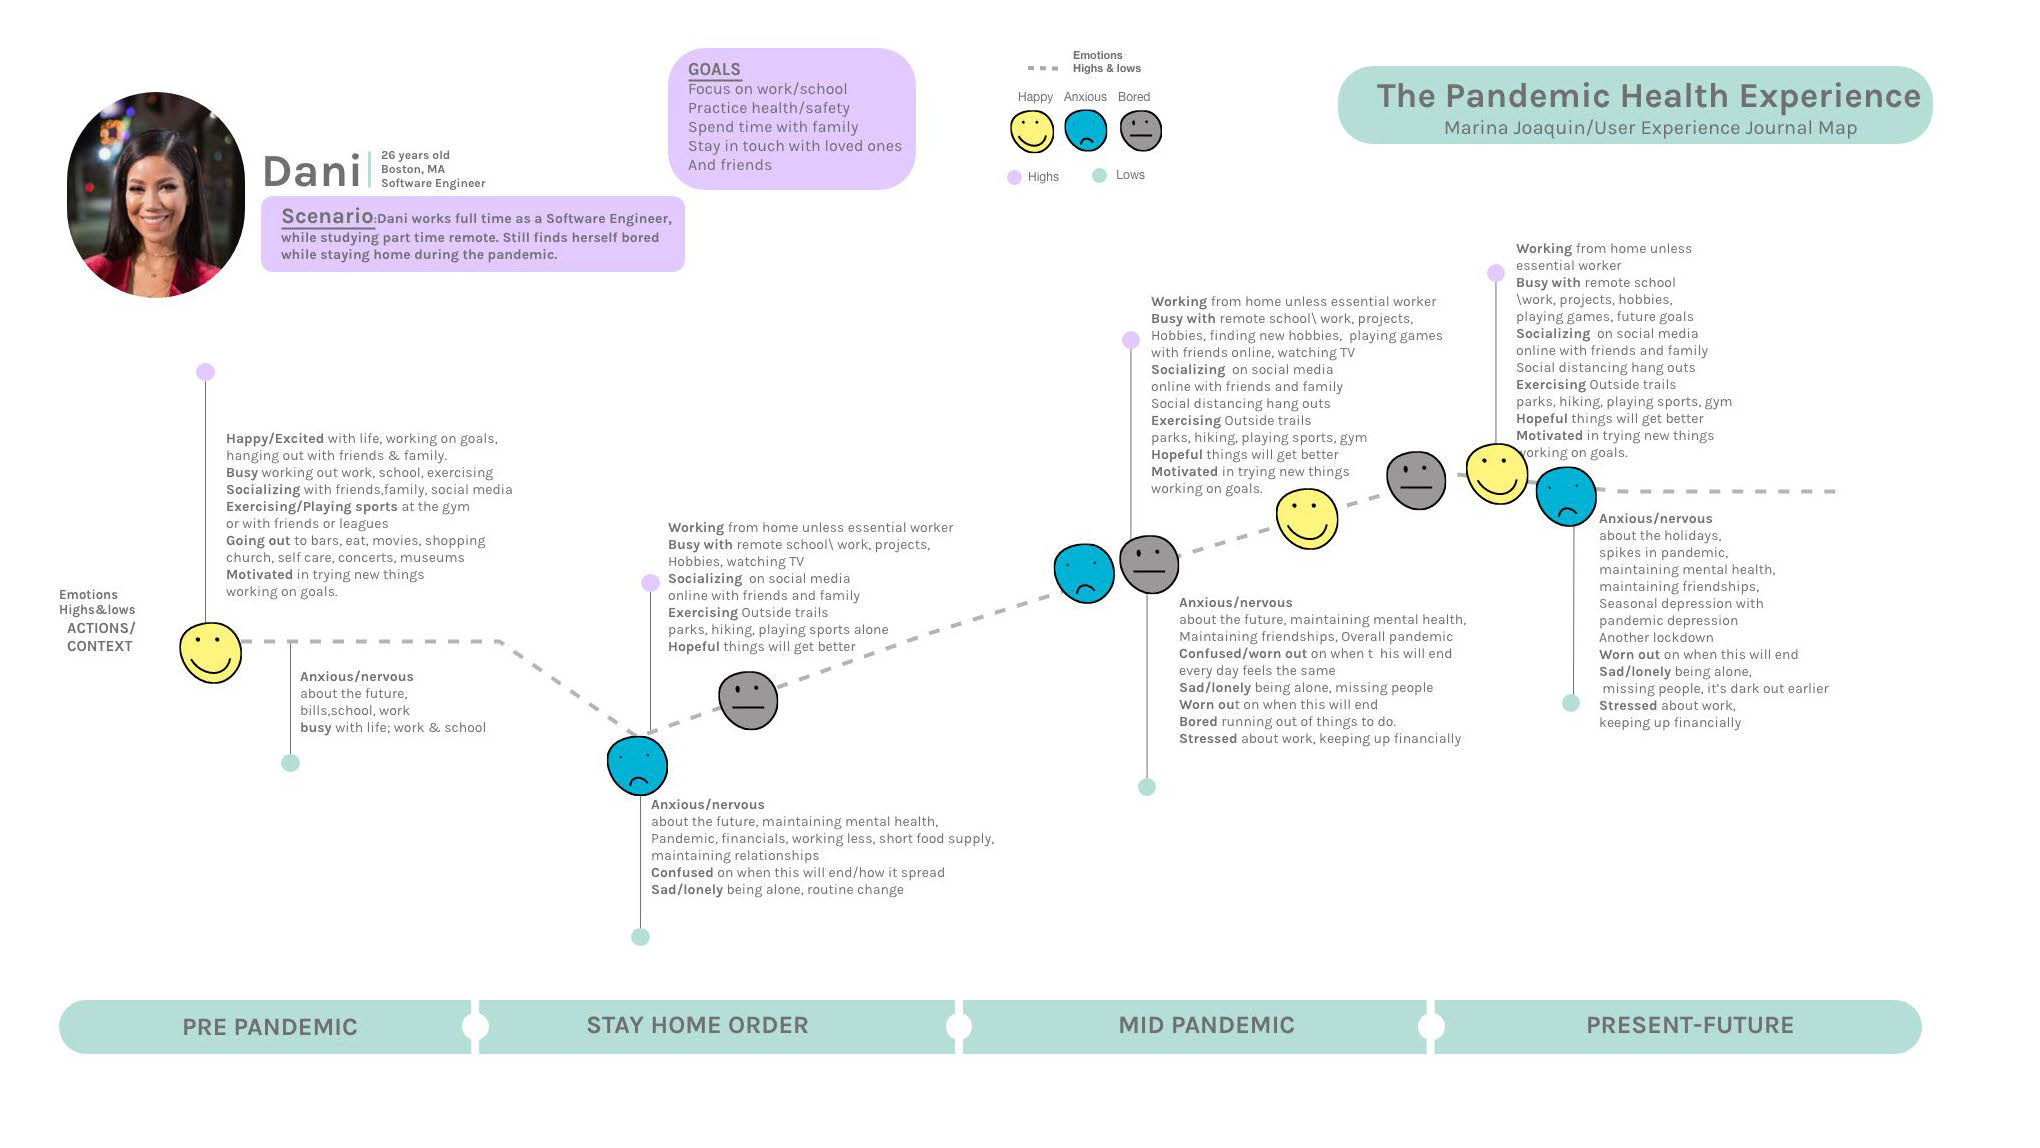 The Pandemic Health Experience
Marina Joaquin/User Experience Journal Map
Dani
26 years old
Boston, MA
Software Engineer
Scenario:Dani works full time as a Software Engineer,
while studying part time remote. Still finds herself bored
while staying home during the pandemic.
GOALS
Focus on work/school
Practice health/safety
Spend time with family
Stay in touch with loved ones
And friends
Emotions
Highs & lows
Happy Anxious Bored
Highs Lows
Emotions
Highs&lows
ACTIONS/
CONTEXT
Happy/Excited with life, working on goals,
hanging out with friends & family.
Busy working out work, school, exercising
Socializing with friends,family, social media
Exercising/Playing sports at the gym
or with friends or leagues
Going out to bars, eat, movies, shopping
church, self care, concerts, museums
Motivated in trying new things
working on goals.
Anxious/nervous
about the future,
bills,school, work
busy with life; work & school
Working from home unless essential worker
Busy with remote school\ work, projects,
Hobbies, watching TV
Socializing on social media
online with friends and family
Exercising Outside trails
parks, hiking, playing sports alone
Hopeful things will get better
Anxious/nervous
about the future, maintaining mental health,
Pandemic, financials, working less, short food supply,
maintaining relationships
Confused on when this will end/how it spread
Sad/lonely being alone, routine change
Working from home unless essential worker
Busy with remote school\ work, projects,
Hobbies, finding new hobbies, playing games
with friends online, watching TV
Socializing on social media
online with friends and family
Social distancing hang outs
Exercising Outside trails
parks, hiking, playing sports, gym
Hopeful things will get better
Motivated in trying new things
working on goals.
Anxious/nervous
about the future, maintaining mental health,
Maintaining friendships, Overall pandemic
Confused/worn out on when t his will end
every day feels the same
Sad/lonely being alone, missing people
Worn out on when this will end
Bored running out of things to do.
Stressed about work, keeping up financially
Working from home unless
essential worker
Busy with remote school
\work, projects, hobbies,
playing games, future goals
Socializing on social media
online with friends and family
Social distancing hang outs
Exercising Outside trails
parks, hiking, playing sports, gym
Hopeful things will get better
Motivated in trying new things
working on goals.
Anxious/nervous
about the holidays,
spikes in pandemic,
maintaining mental health,
maintaining friendships,
Seasonal depression with
pandemic depression
Another lockdown
Worn out on when this will end
Sad/lonely being alone,
missing people, it's dark out earlier
Stressed about work,
keeping up financially
PRE PANDEMIC
STAY HOME ORDER
MID PANDEMIC
PRESENT-FUTURE